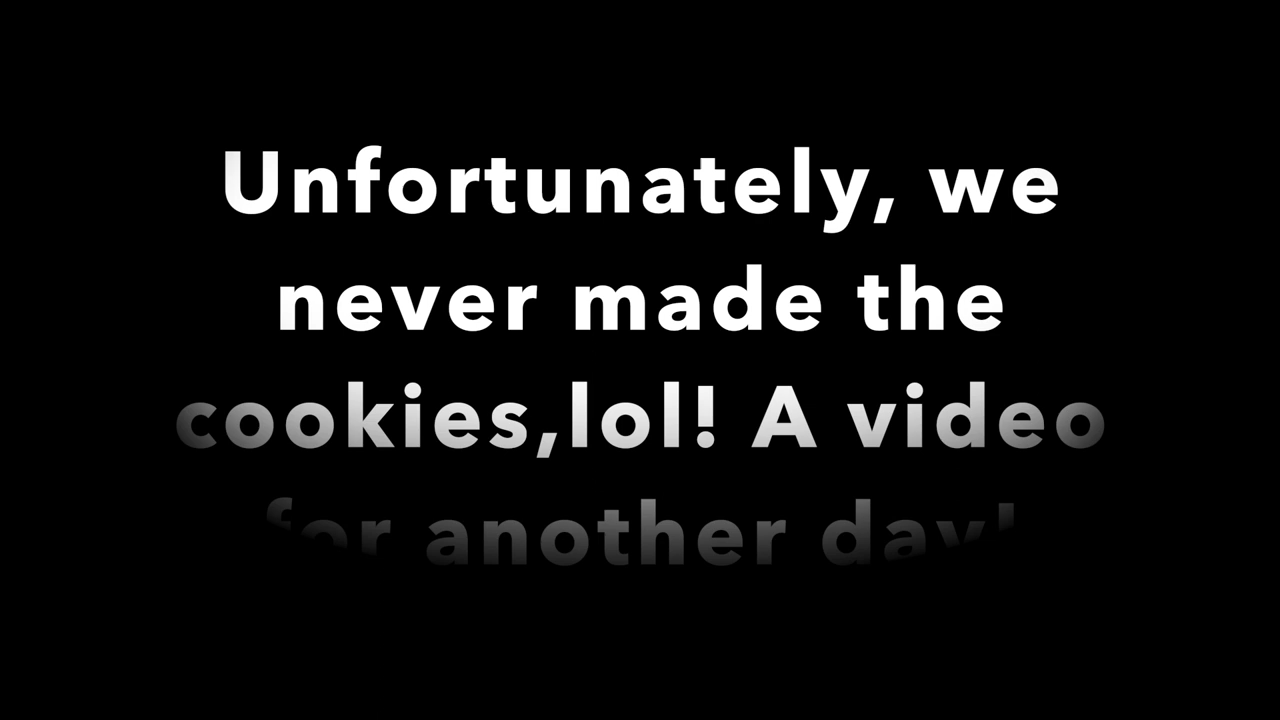 Unfortunately, we
never made the
cookies,lol! A video
for another day!